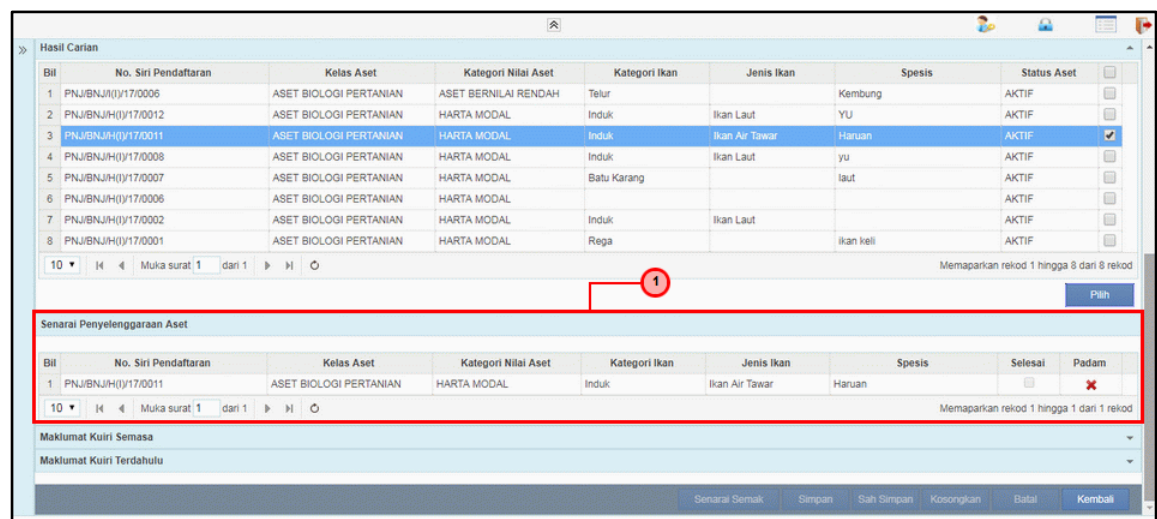 Hasil Carian
Bil No. Siri Pendaftaran Kelas Aset Kategori Nilai Aset Kategori Ikan Jenis Ikan Spesis Status Aset
1 PNJ/BNJ/I(I)/17/0006 ASET BIOLOGI PERTANIAN ASET BERNILAI RENDAH Telur Kembung AKTIF
2 PNJ/BNJ/H(I)/17/0012 ASET BIOLOGI PERTANIAN HARTA MODAL Induk Ikan Laut YU AKTIF
3 PNJ/BNJ/H(I)/17/0011 ASET BIOLOGI PERTANIAN HARTA MODAL Induk Ikan Air Tawar Haruan AKTIF
4 PNJ/BNJ/H(I)/17/0008 ASET BIOLOGI PERTANIAN HARTA MODAL Induk Ikan Laut yu AKTIF
5 PNJ/BNJ/H(I)/17/0007 ASET BIOLOGI PERTANIAN HARTA MODAL Batu Karang laut AKTIF
6 PNJ/BNJ/H(I)/17/0006 ASET BIOLOGI PERTANIAN HARTA MODAL AKTIF
7 PNJ/BNJ/H(I)/17/0002 ASET BIOLOGI PERTANIAN HARTA MODAL Induk Ikan Laut AKTIF
8 PNJ/BNJ/H(I)/17/0001 ASET BIOLOGI PERTANIAN HARTA MODAL Rega ikan keli AKTIF
10 Muka surat 1 dari 1 Memaparkan rekod 1 hingga 8 dari 8 rekod
1
Pilih
Senarai Penyelenggaraan Aset
Bil No. Siri Pendaftaran Kelas Aset Kategori Nilai Aset Kategori Ikan Jenis Ikan Spesis Selesai Padam
1 PNJ/BNJ/H(I)/17/0011 ASET BIOLOGI PERTANIAN HARTA MODAL Induk Ikan Air Tawar Haruan
10 Muka surat 1 dari 1 Memaparkan rekod 1 hingga 1 dari 1 rekod
Maklumat Kuiri Semasa
Maklumat Kuiri Terdahulu
Senarai Semak Simpan Sah Simpan Kosongkan Batal Kembali